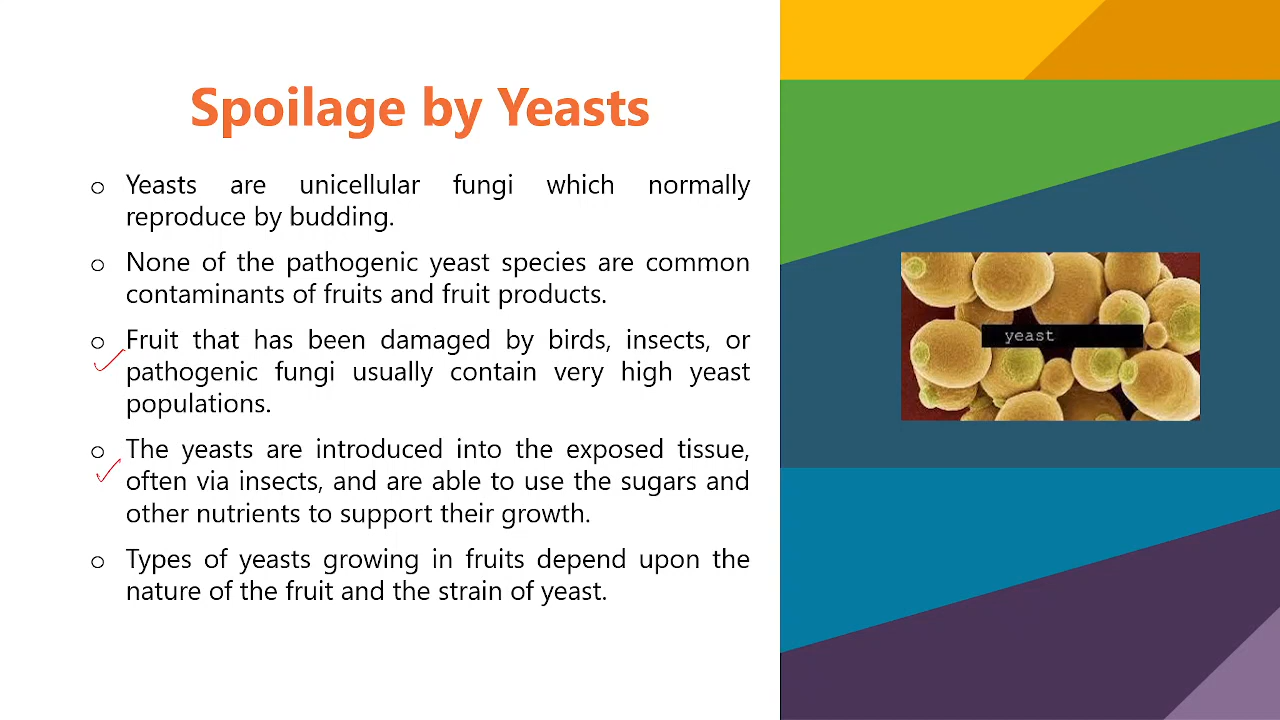 Spoilage by Yeasts
o Yeasts are unicellular fungi which normally
reproduce by budding.
o None of the pathogenic yeast species are common
contaminants of fruits and fruit products.
o Fruit that has been damaged by birds, insects, or
pathogenic fungi usually contain very high yeast
populations.
o The yeasts are introduced into the exposed tissue,
often via insects, and are able to use the sugars and
other nutrients to support their growth.
o Types of yeasts growing in fruits depend upon the
nature of the fruit and the strain of yeast.
yeast